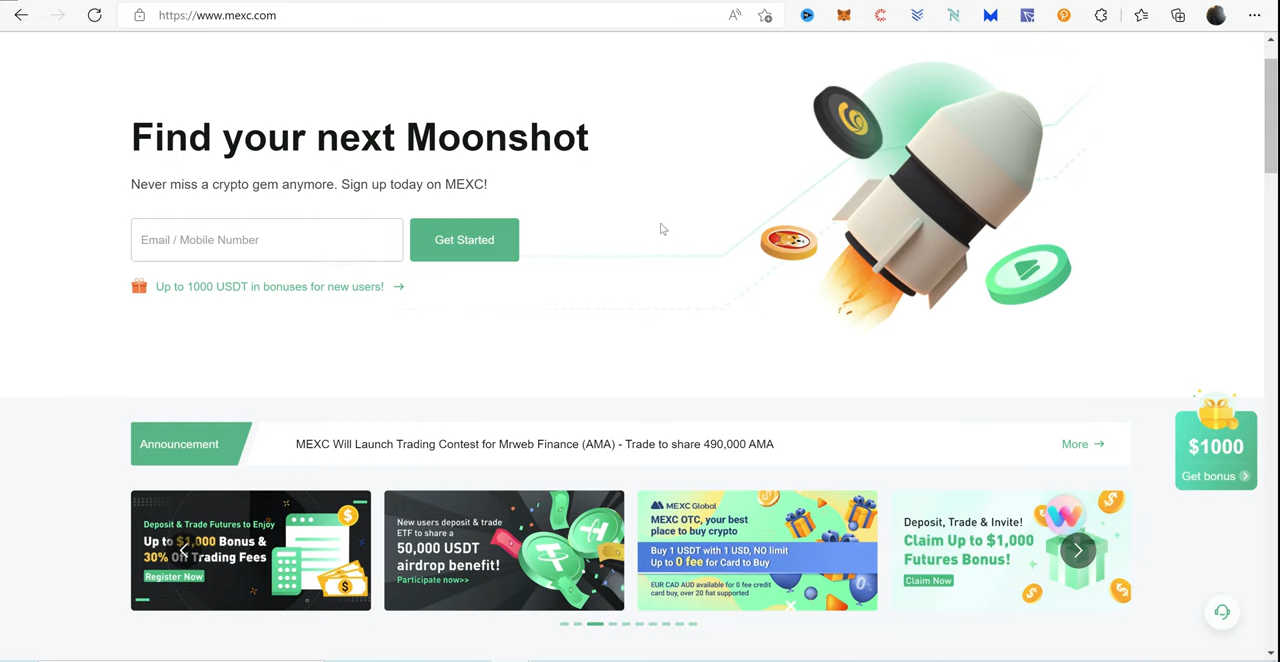 https://www.mexc.com
Find your next Moonshot
Never miss a crypto gem anymore. Sign up today on MEXC!
Email / Mobile Number
Get Started
Up to 1000 USDT in bonuses for new users!
Announcement
MEXC Will Launch Trading Contest for Mrweb Finance (AMA) - Trade to share 490,000 AMA
More
$1000
Get bonus
Deposit & Trade Futures to Enjoy
Up to $1,000 Bonus &
30% Off Trading Fees
Register Now
New users deposit & trade
ETF to share a
50,000 USDT
airdrop benefit!
Participate now>>
MEXC Global
MEXC OTC, your best
place to buy crypto
Buy 1 USDT with 1 USD, NO limit
Up to 0 fee for Card to Buy
EUR CAD AUD available for 0 fee credit
card buy, over 20 fiat supported
Deposit, Trade & Invite!
Claim Up to $1,000
Futures Bonus!
Claim Now